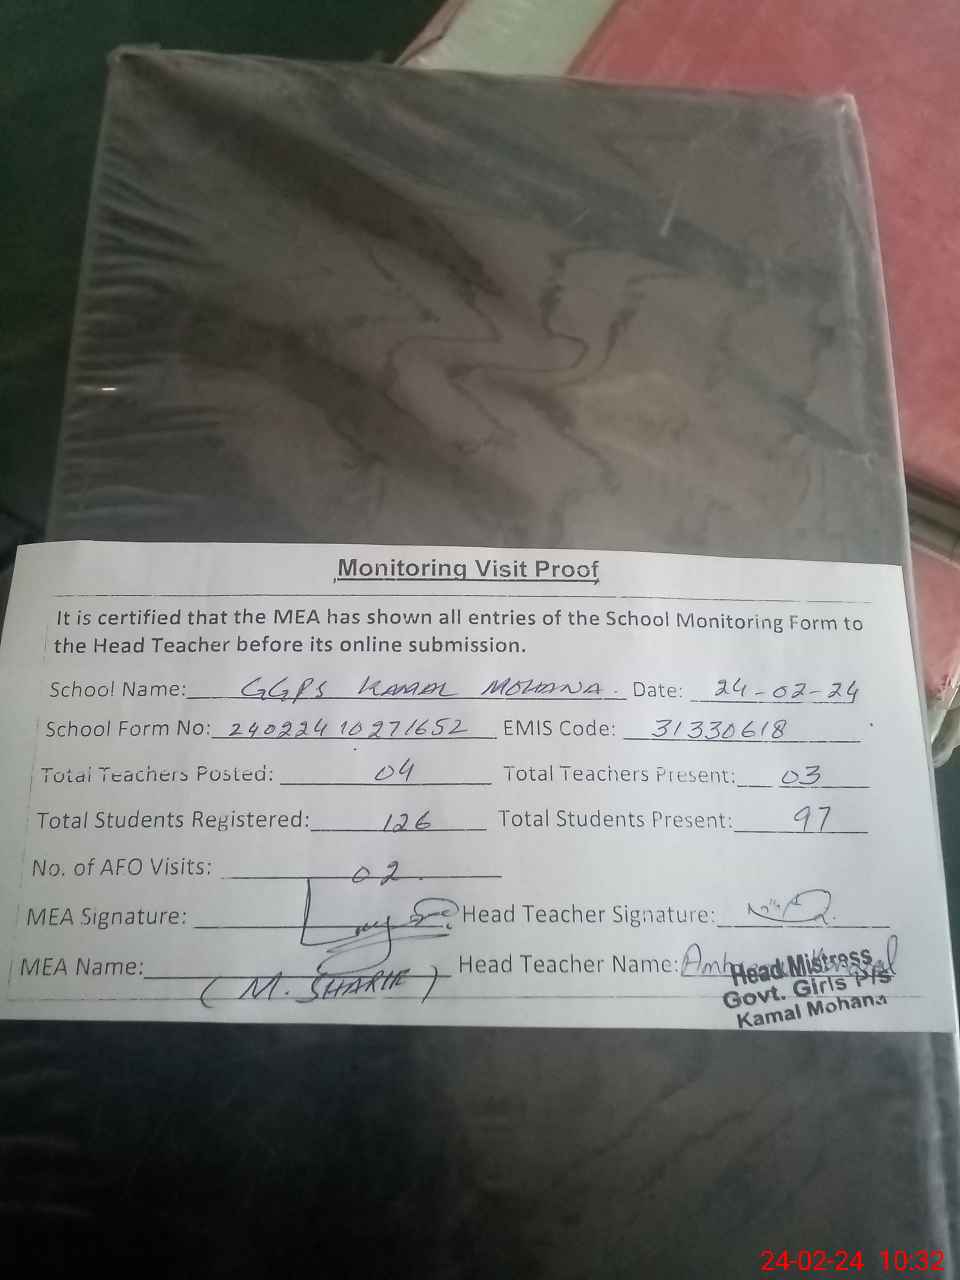 Monitoring Visit Proof
It is certified that the MEA has shown all entries of the School Monitoring Form to
the Head Teacher before its online submission.
School Name: GGPS KAMAL MOHANA. Date: 24-02-24
School Form No: 24022410271652 EMIS Code: 31330618
Total Teachers Posted: 04 Total Teachers Present: 03
Total Students Registered: 126 Total Students Present: 97
No. of AFO Visits: 02
MEA Signature: Head Teacher Signature:
MEA Name: (M. SHARIF) Head Teacher Name:
Head Mistress
Govt. Girls P/S
Kamal Mohana
24-02-24 10:32